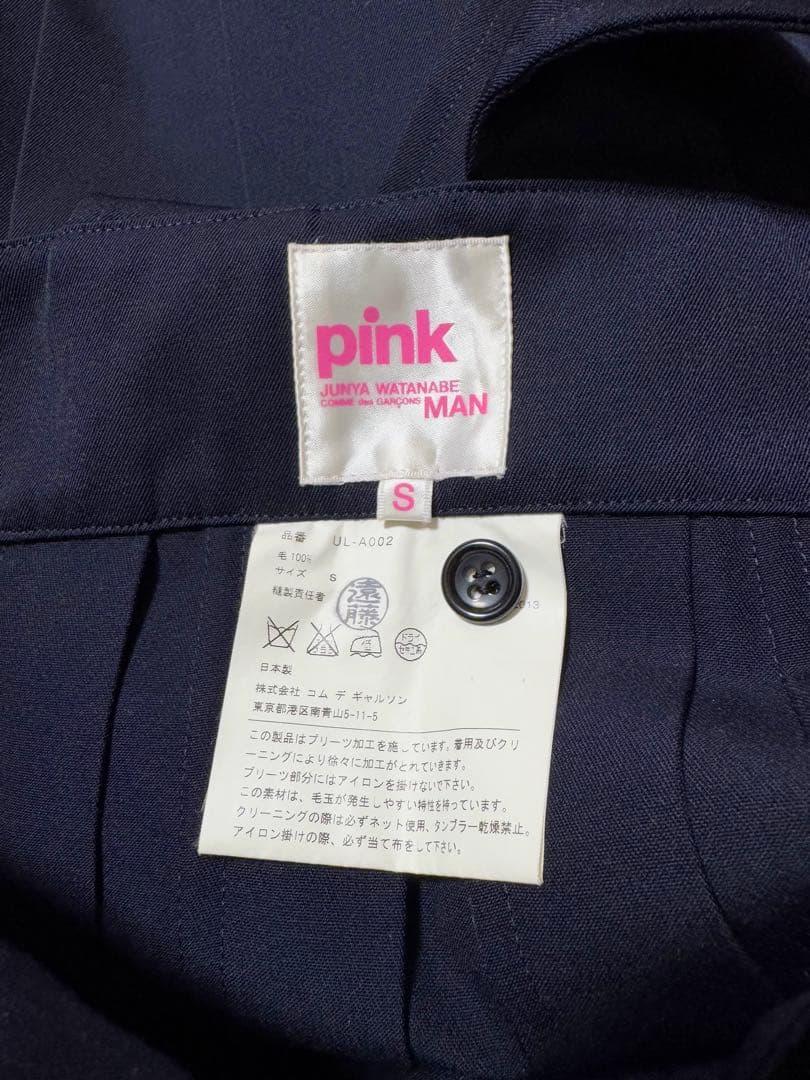 pink
JUNYA WATANABE
COMME des GARÇONS MAN
S
品番 UL-A002
毛 100%
サイズ S
縫製責任者 遠藤
2013
低
ドライ
セキユ系
日本製
株式会社 コム デ ギャルソン
東京都港区南青山5-11-5
この製品はプリーツ加工を施しています。着用及びクリ
ーニングにより徐々に加工がとれていきます。
プリーツ部分にはアイロンを掛けないで下さい。
この素材は、毛玉が発生しやすい特性を持っています。
クリーニングの際は必ずネット使用、タンブラー乾燥禁止。
アイロン掛けの際、必ず当て布をして下さい。